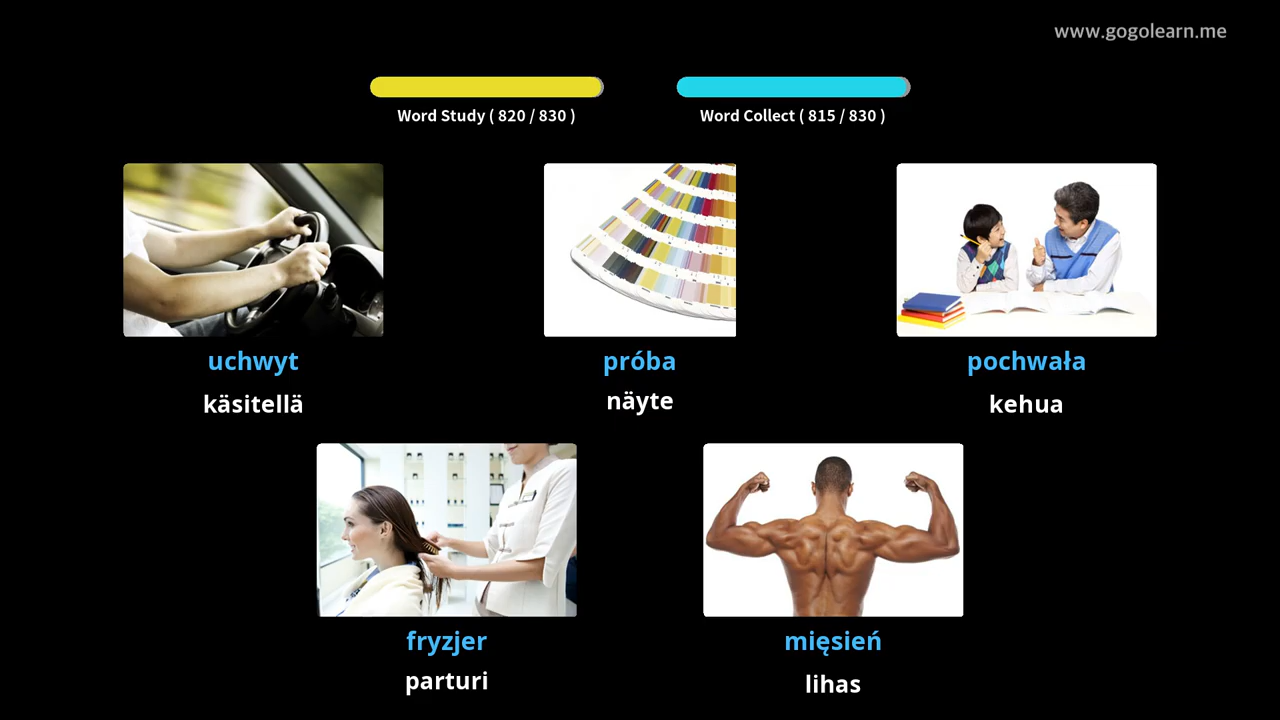 www.gogolearn.me
Word Study ( 820 / 830 )
Word Collect ( 815 / 830 )
uchwyt
käsitellä
próba
näyte
pochwała
kehua
fryzjer
parturi
mięsień
lihas